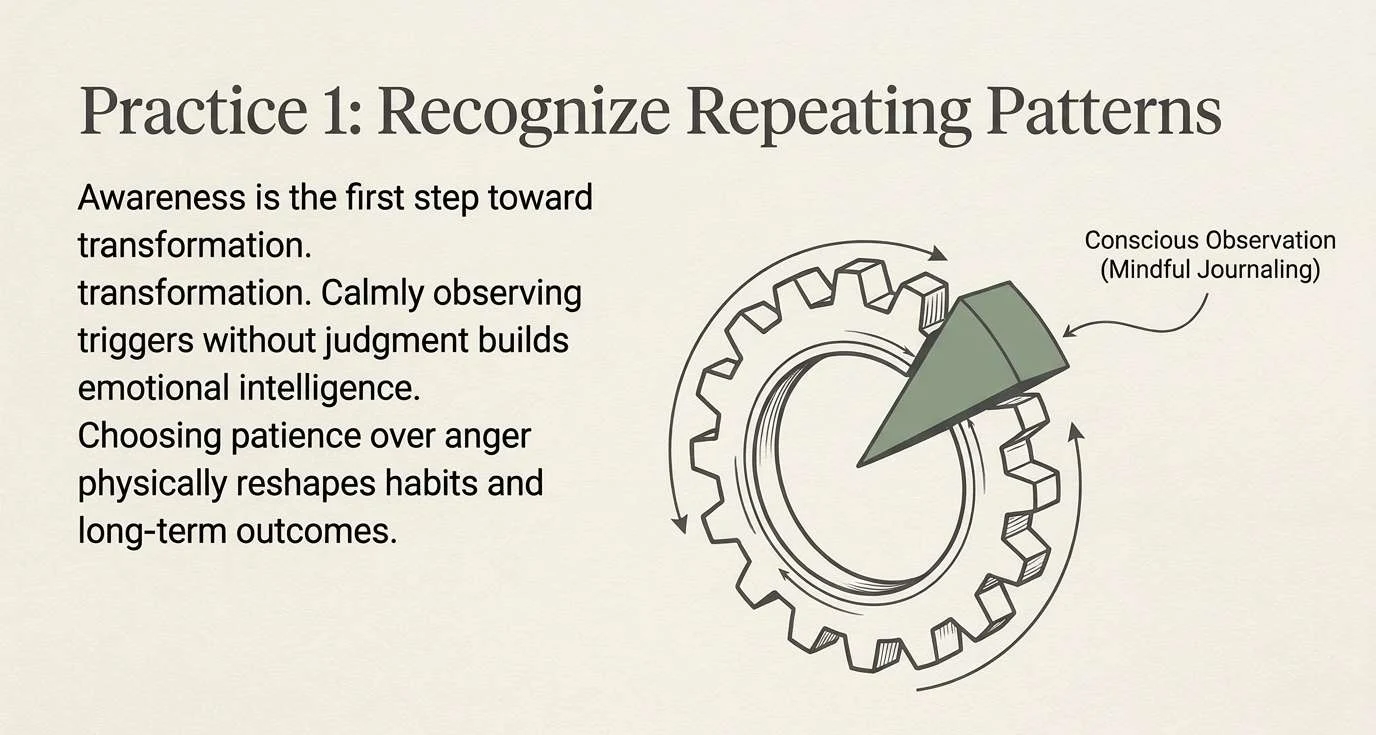 Practice 1: Recognize Repeating Patterns
Awareness is the first step toward
transformation.
transformation. Calmly observing
triggers without judgment builds
emotional intelligence.
Choosing patience over anger
physically reshapes habits and
long-term outcomes.
Conscious Observation
(Mindful Journaling)